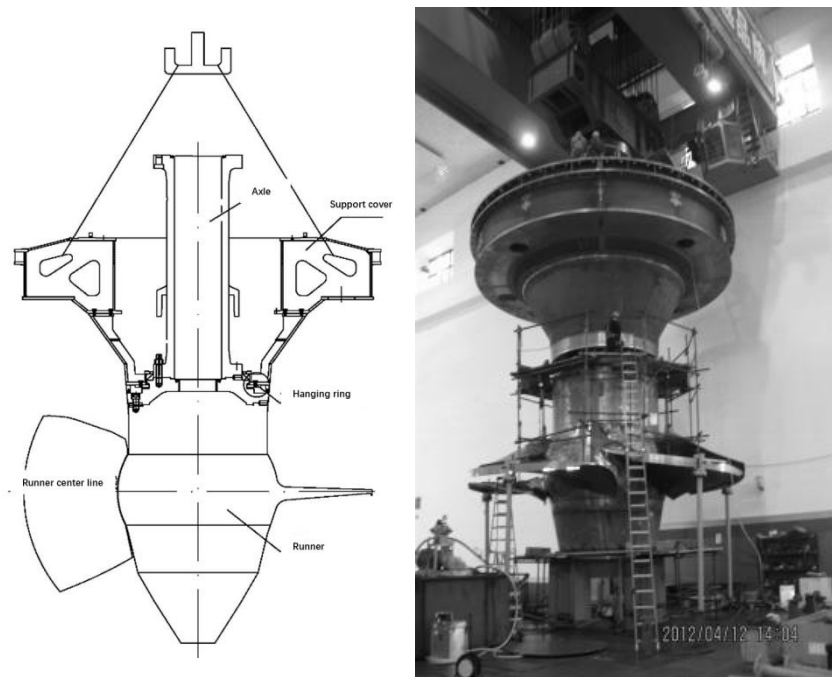 Axle
Support cover
Hanging ring
Runner center line
Runner
2012/04/12 14:04